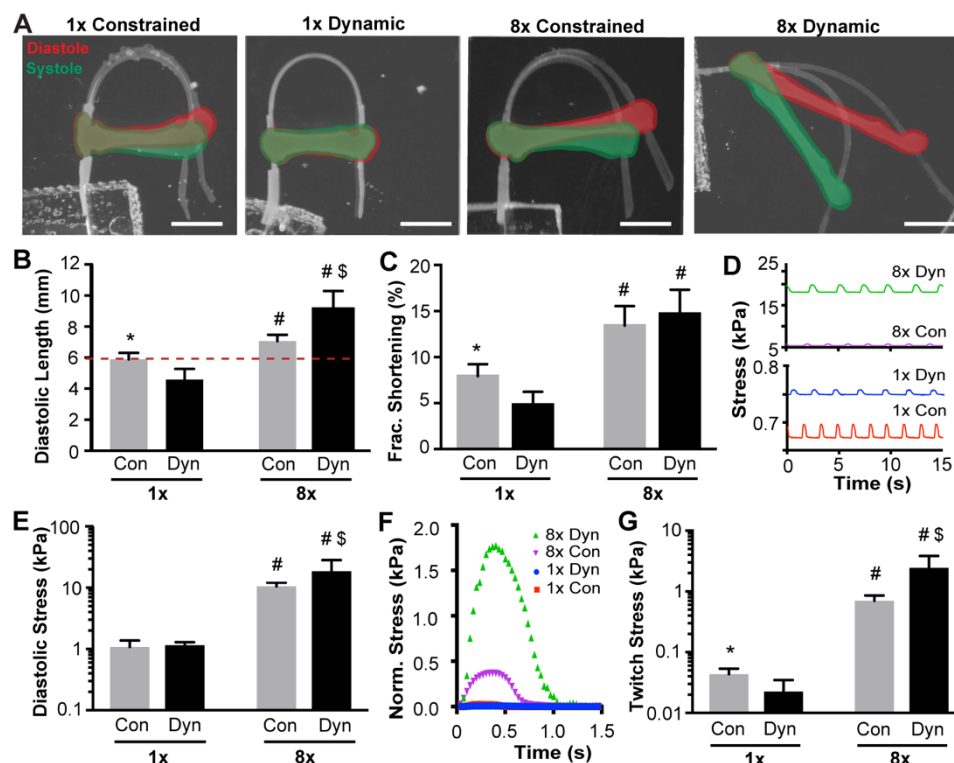 A
1x Constrained
1x Dynamic
8x Constrained
8x Dynamic
Diastole
Systole
B
Diastolic Length (mm)
12
10
8
6
4
2
0
*
#
# $
Con
Dyn
Con
Dyn
1x
8x
C
Frac. Shortening (%)
20
15
10
5
0
*
#
#
Con
Dyn
Con
Dyn
1x
8x
D
Stress (kPa)
25
5
0.8
0.7
8x Dyn
8x Con
1x Dyn
1x Con
0
5
10
15
Time (s)
E
Diastolic Stress (kPa)
100
10
1
0.1
#
# $
Con
Dyn
Con
Dyn
1x
8x
F
Norm. Stress (kPa)
2.0
1.5
1.0
0.5
0.0
8x Dyn
8x Con
1x Dyn
1x Con
0
0.5
1.0
1.5
Time (s)
G
Twitch Stress (kPa)
10
1
0.1
0.01
*
#
# $
Con
Dyn
Con
Dyn
1x
8x